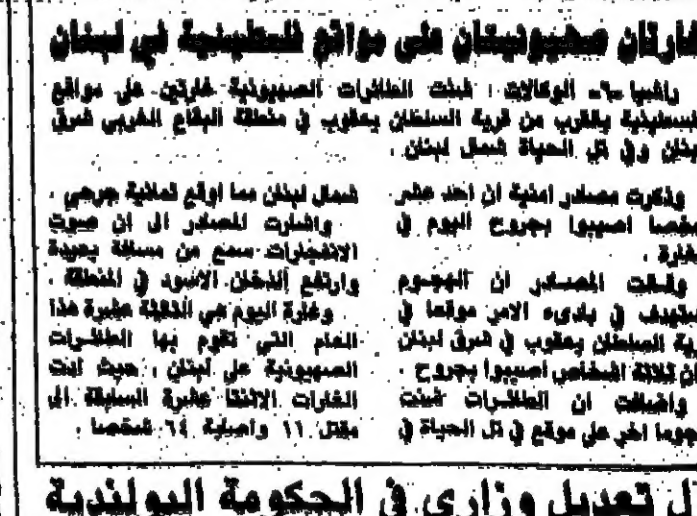 غارتان صهيونيتان على مواقع فلسطينية في لبنان
راشيا ـ٦ـ الوكالات : شنت الطائرات الصهيونية غارتين على مواقع
فلسطينية بالقرب من قرية السلطان يعقوب في منطقة البقاع الغربي شرق
لبنان وفي تل الحياة شمال لبنان .
وذكرت مصادر امنية ان احد عشر
شخصا اصيبوا بجروح اليوم في
الغارة .
وقالت المصادر ان الهجوم
استهدف في باديء الامر موقعا في
قرية السلطان يعقوب في شرق لبنان
وان ثلاثة اشخاص اصيبوا بجروح .
واضافت ان الطائرات شنت
هجوما اخر على موقع في تل الحياة في
شمال لبنان مما اوقع ثمانية جرحى .
واشارت المصادر الى ان صوت
الانفجارات سمع من مسافة بعيدة
وارتفع الدخان الاسود في المنطقة .
وغارة اليوم هي الثالثة عشرة هذا
العام التي تقوم بها الطائرات
الصهيونية على لبنان ، حيث ادت
الغارات الاثنتا عشرة السابقة الى
مقتل ١١ واصابة ٦٤ شخصا .
تعديل وزاري في الحكومة البولندية